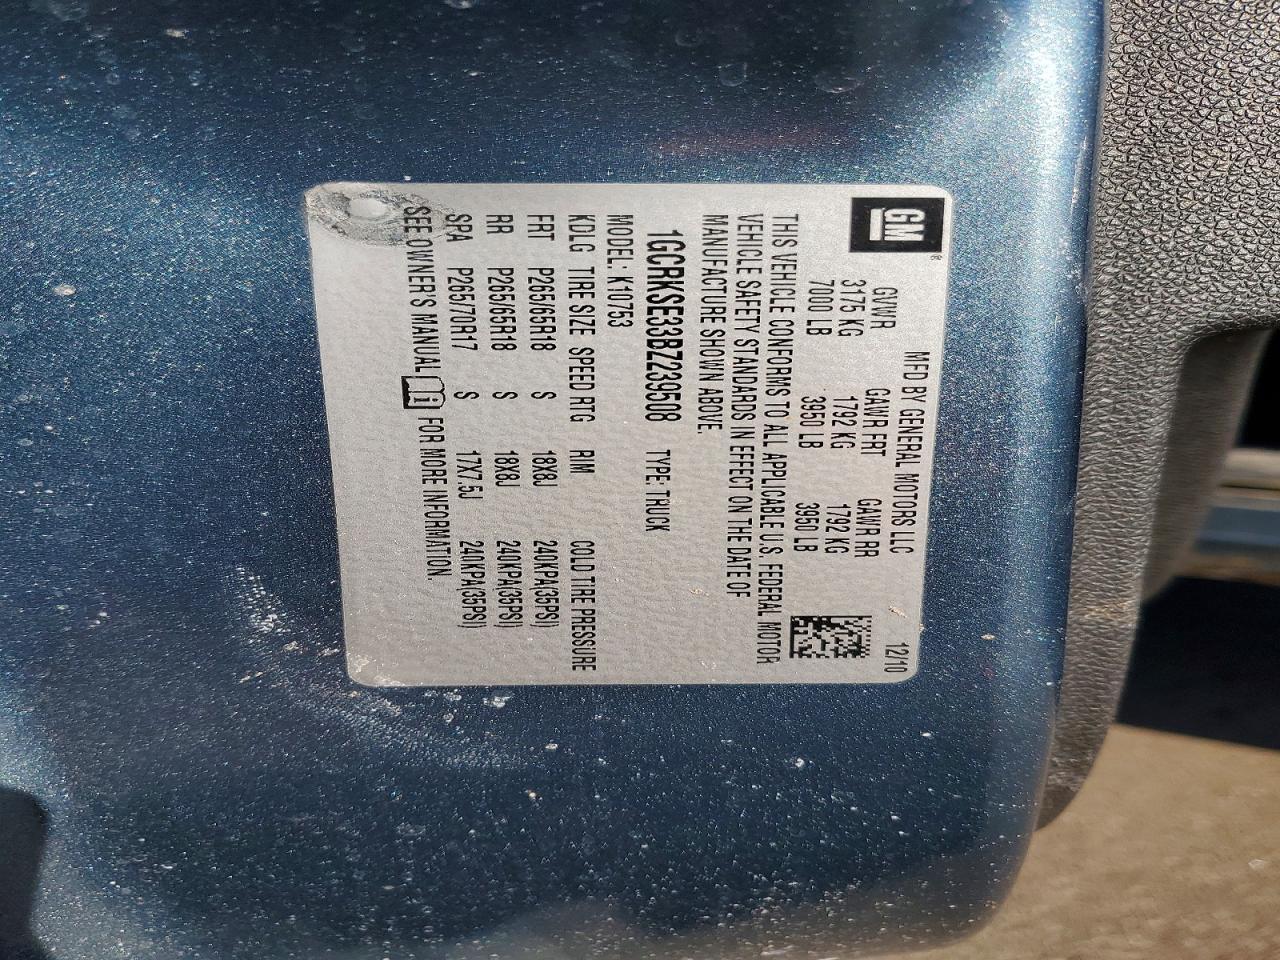 GM®
MFD BY GENERAL MOTORS LLC 12/10
GVWR GAWR FRT GAWR RR
3175 KG 1792 KG 1792 KG
7000 LB 3950 LB 3950 LB
THIS VEHICLE CONFORMS TO ALL APPLICABLE U.S. FEDERAL MOTOR
VEHICLE SAFETY STANDARDS IN EFFECT ON THE DATE OF
MANUFACTURE SHOWN ABOVE.
1GCRKSE33BZ239508 TYPE: TRUCK
MODEL: K10753
KDLG TIRE SIZE SPEED RTG RIM COLD TIRE PRESSURE
FRT P265/65R18 S 18X8J 240KPA(35PSI)
RR P265/65R18 S 18X8J 240KPA(35PSI)
SPA P265/70R17 S 17X7.5J 240KPA(35PSI)
SEE OWNER'S MANUAL FOR MORE INFORMATION.